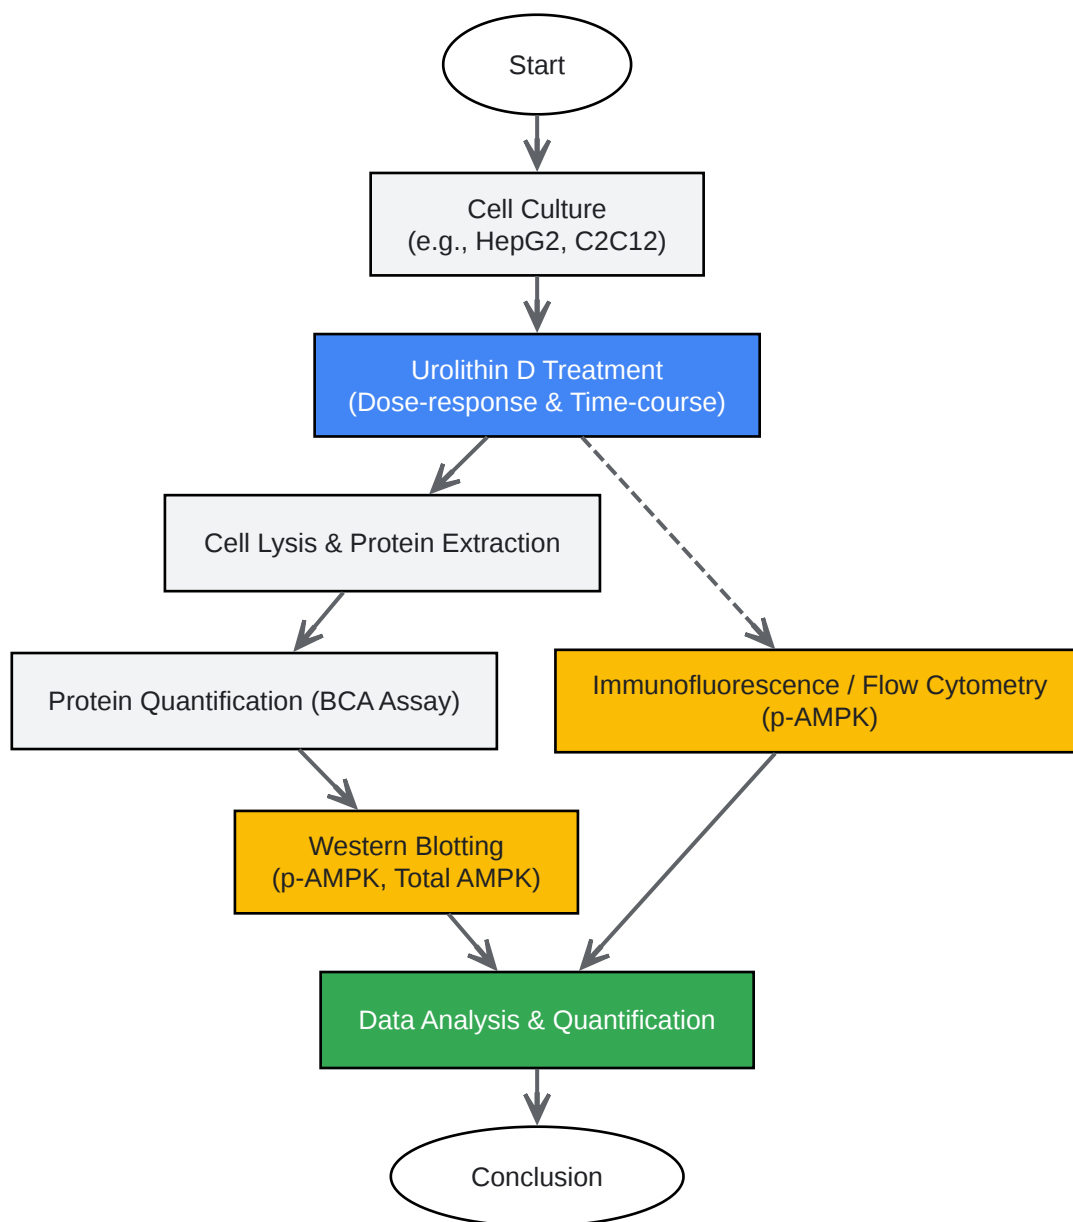 Start
Cell Culture
(e.g., HepG2, C2C12)
Urolithin D Treatment
(Dose-response & Time-course)
Cell Lysis & Protein Extraction
Protein Quantification (BCA Assay)
Immunofluorescence / Flow Cytometry
(p-AMPK)
Western Blotting
(p-AMPK, Total AMPK)
Data Analysis & Quantification
Conclusion